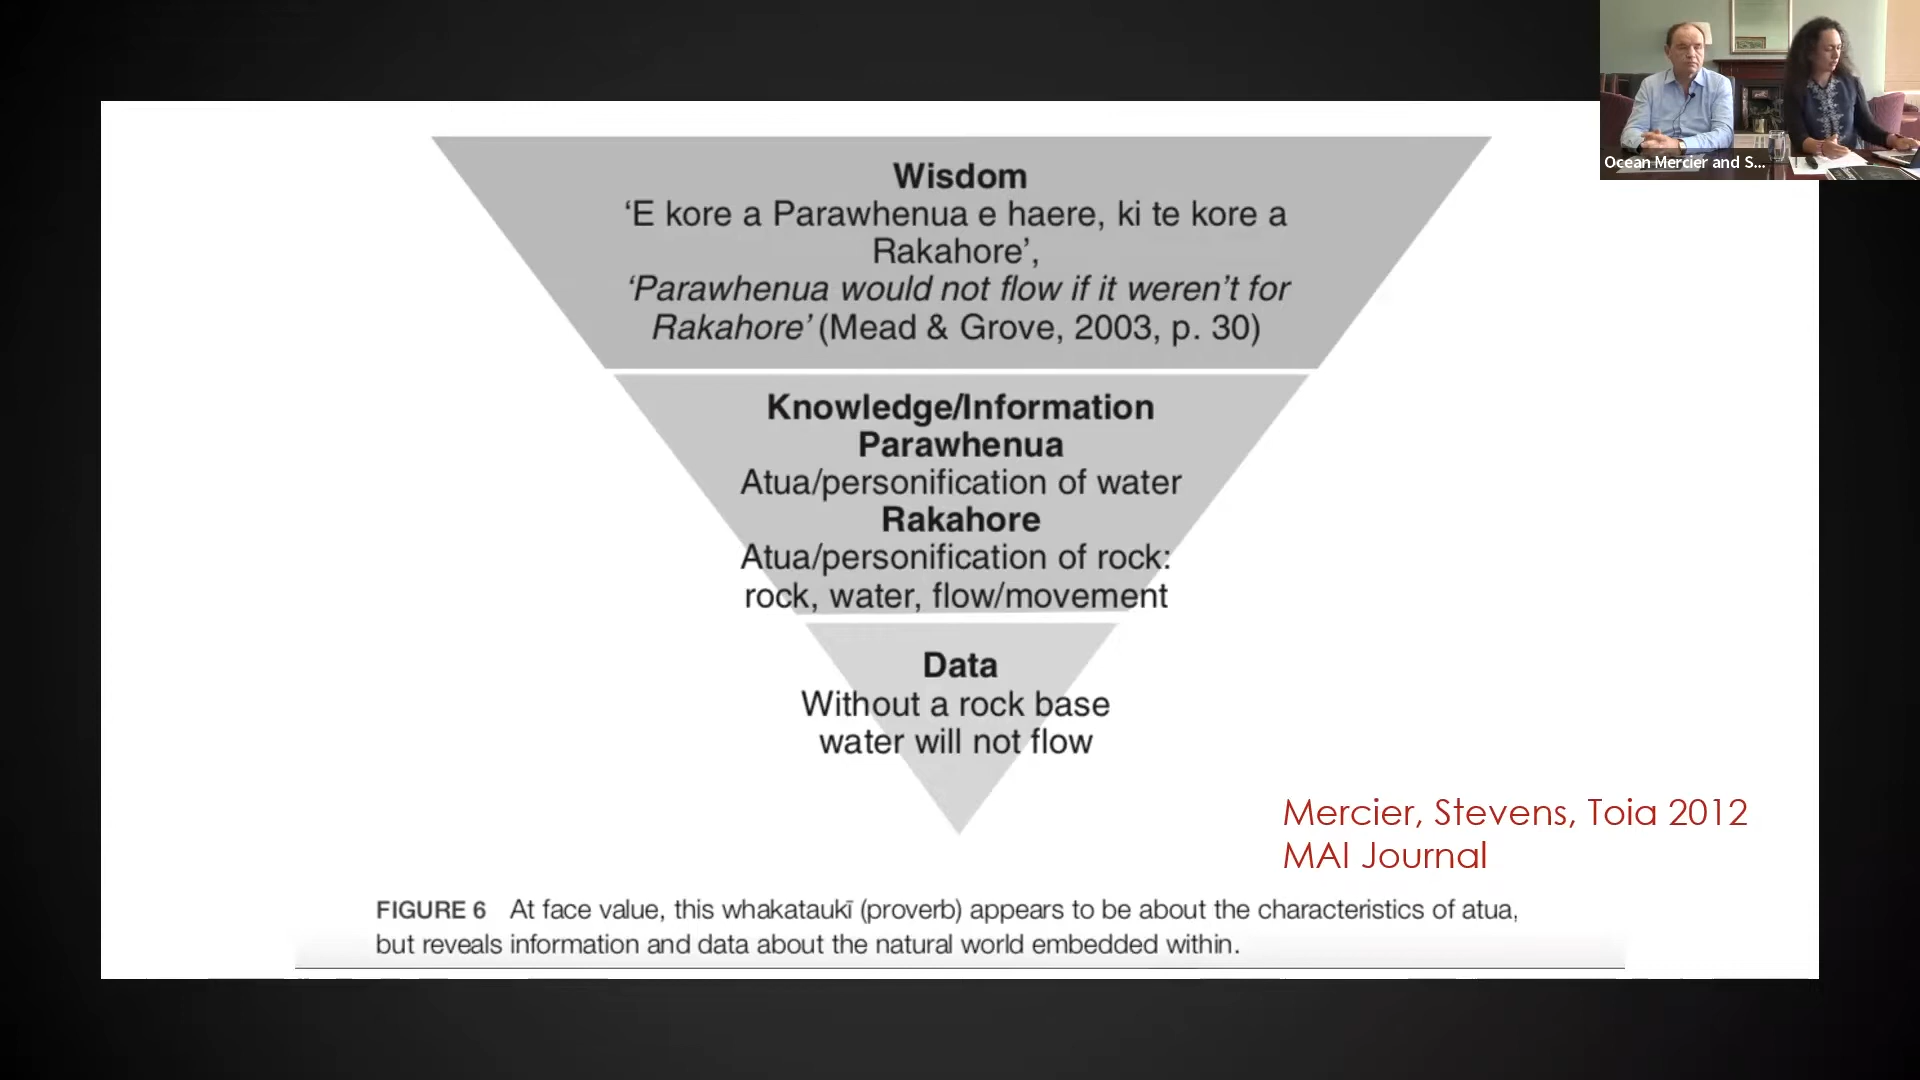 Wisdom
‘E kore a Parawhenua e haere, ki te kore a
Rakahore’,
‘Parawhenua would not flow if it weren’t for
Rakahore’ (Mead & Grove, 2003, p. 30)
Knowledge/Information
Parawhenua
Atua/personification of water
Rakahore
Atua/personification of rock:
rock, water, flow/movement
Data
Without a rock base
water will not flow
Mercier, Stevens, Toia 2012
MAI Journal
FIGURE 6 At face value, this whakataukī (proverb) appears to be about the characteristics of atua,
but reveals information and data about the natural world embedded within.
Ocean Mercier and S...